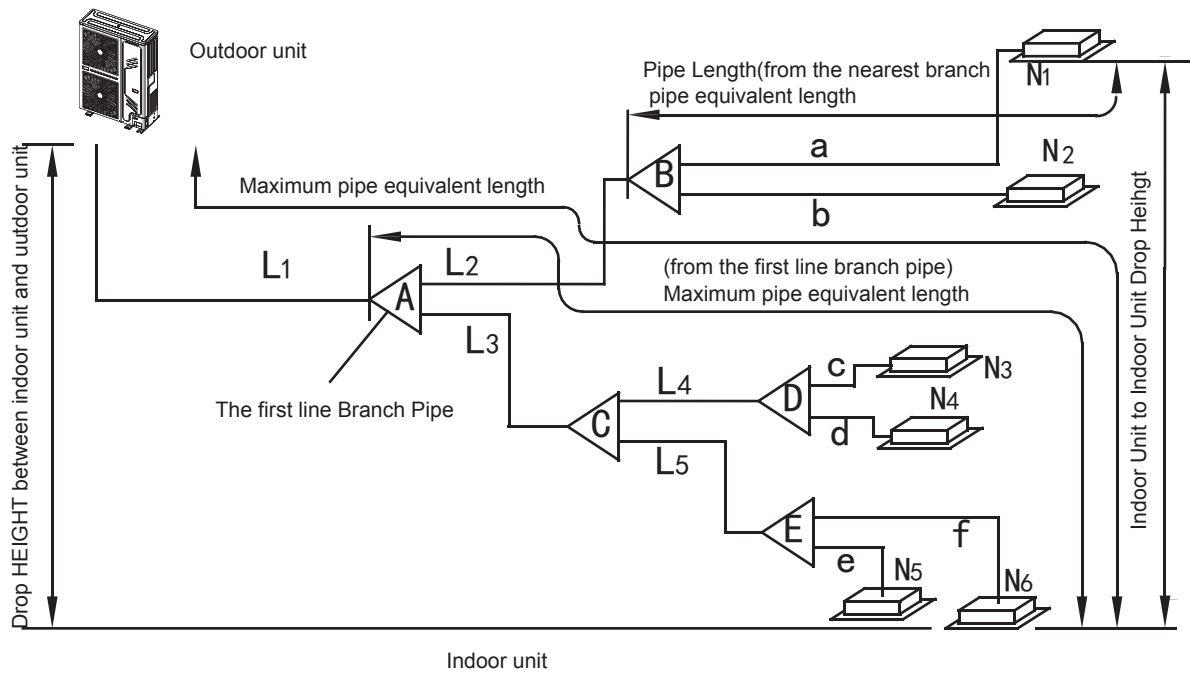 Outdoor unit
Pipe Length(from the nearest branch
pipe equivalent length
N1
a
N2
B
b
Maximum pipe equivalent length
L1
L2
(from the first line branch pipe)
Maximum pipe equivalent length
A
L3
The first line Branch Pipe
L4
c
N3
D
N4
d
C
L5
E
f
e
N5
N6
Drop HEIGHT between indoor unit and uutdoor unit
Indoor Unit to Indoor Unit Drop Heihgt
Indoor unit